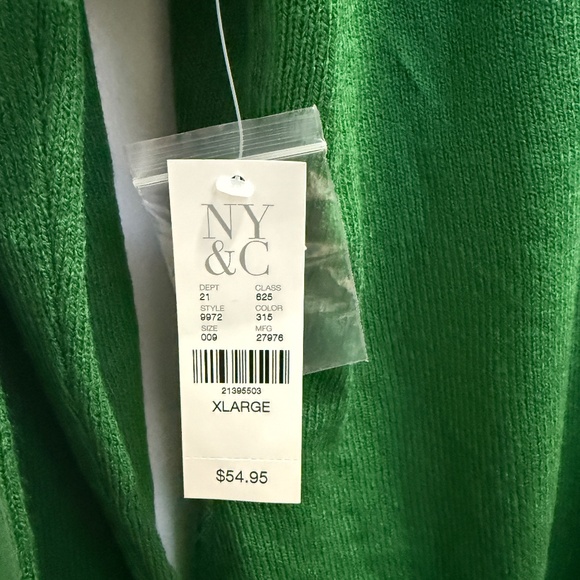 NY
&C
DEPT CLASS
21 625
STYLE COLOR
9972 315
SIZE MFG
009 27976
21395503
XLARGE
$54.95